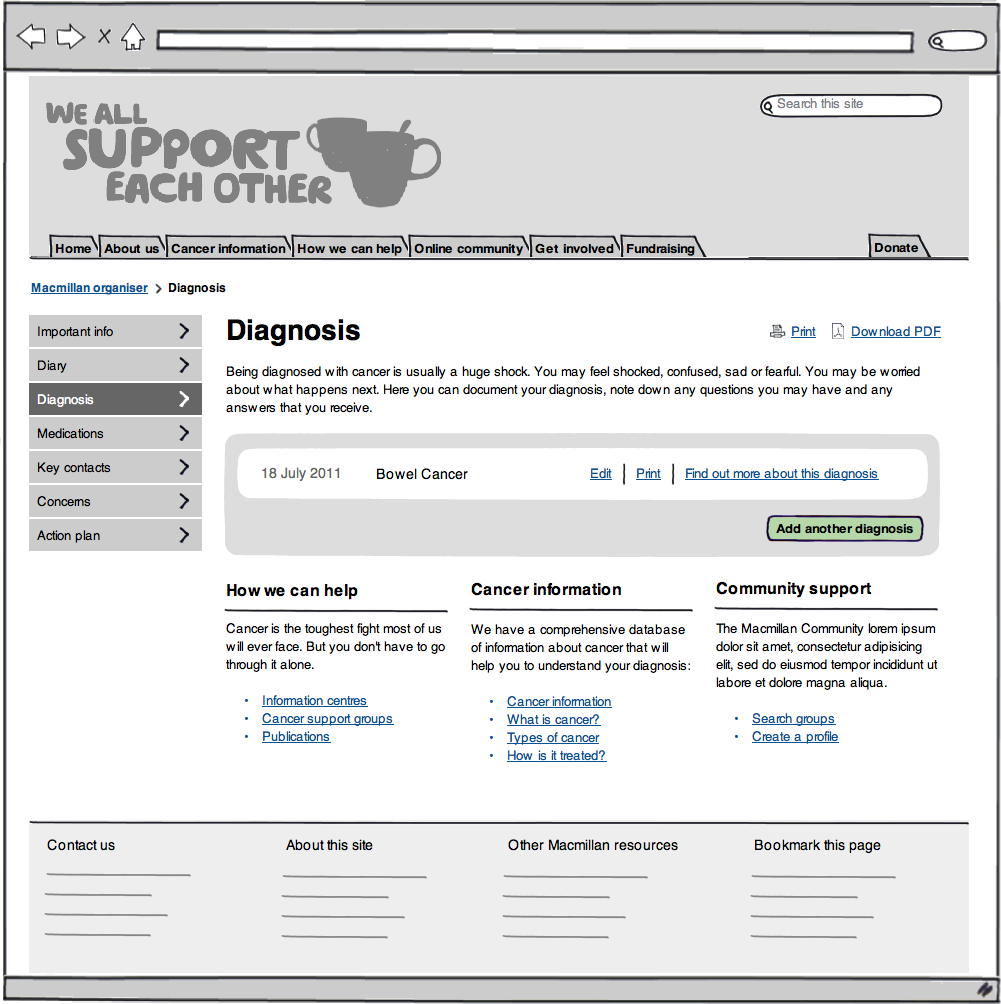 WE ALL
SUPPORT
EACH OTHER
Search this site
Home About us Cancer information How we can help Online community Get involved Fundraising Donate
Macmillan organiser > Diagnosis
Important info
Diary
Diagnosis
Medications
Key contacts
Concerns
Action plan
Diagnosis
Print Download PDF
Being diagnosed with cancer is usually a huge shock. You may feel shocked, confused, sad or fearful. You may be worried
about what happens next. Here you can document your diagnosis, note down any questions you may have and any
answers that you receive.
18 July 2011 Bowel Cancer Edit | Print | Find out more about this diagnosis
Add another diagnosis
How we can help
Cancer is the toughest fight most of us
will ever face. But you don't have to go
through it alone.
• Information centres
• Cancer support groups
• Publications
Cancer information
We have a comprehensive database
of information about cancer that will
help you to understand your diagnosis:
• Cancer information
• What is cancer?
• Types of cancer
• How is it treated?
Community support
The Macmillan Community lorem ipsum
dolor sit amet, consectetur adipisicing
elit, sed do eiusmod tempor incididunt ut
labore et dolore magna aliqua.
• Search groups
• Create a profile
Contact us About this site Other Macmillan resources Bookmark this page